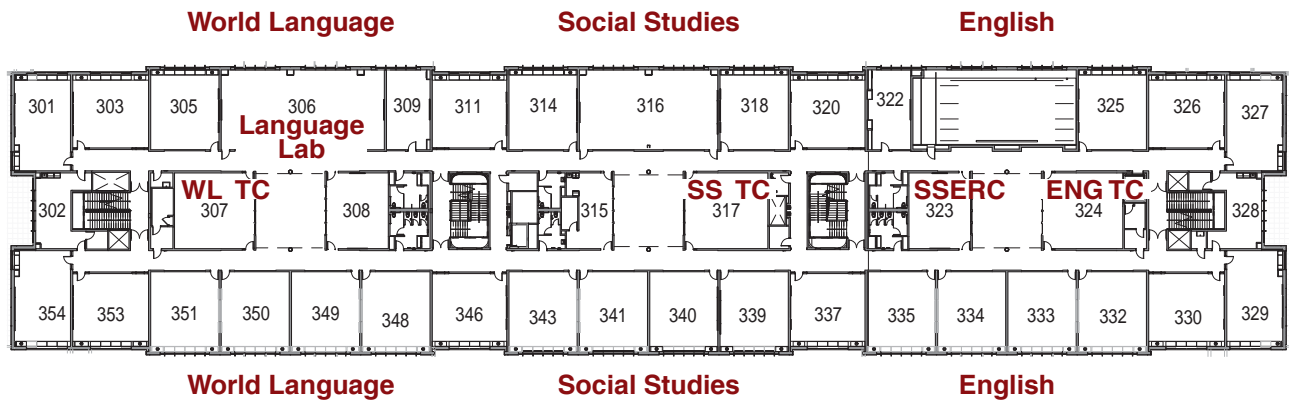 World Language Social Studies English
301 303 305 306 309 311 314 316 318 320 322 325 326 327
Language
Lab
WL TC SS TC SSERC ENG TC
302 307 308 315 317 323 324 328
354 353 351 350 349 348 346 343 341 340 339 337 335 334 333 332 330 329
World Language Social Studies English